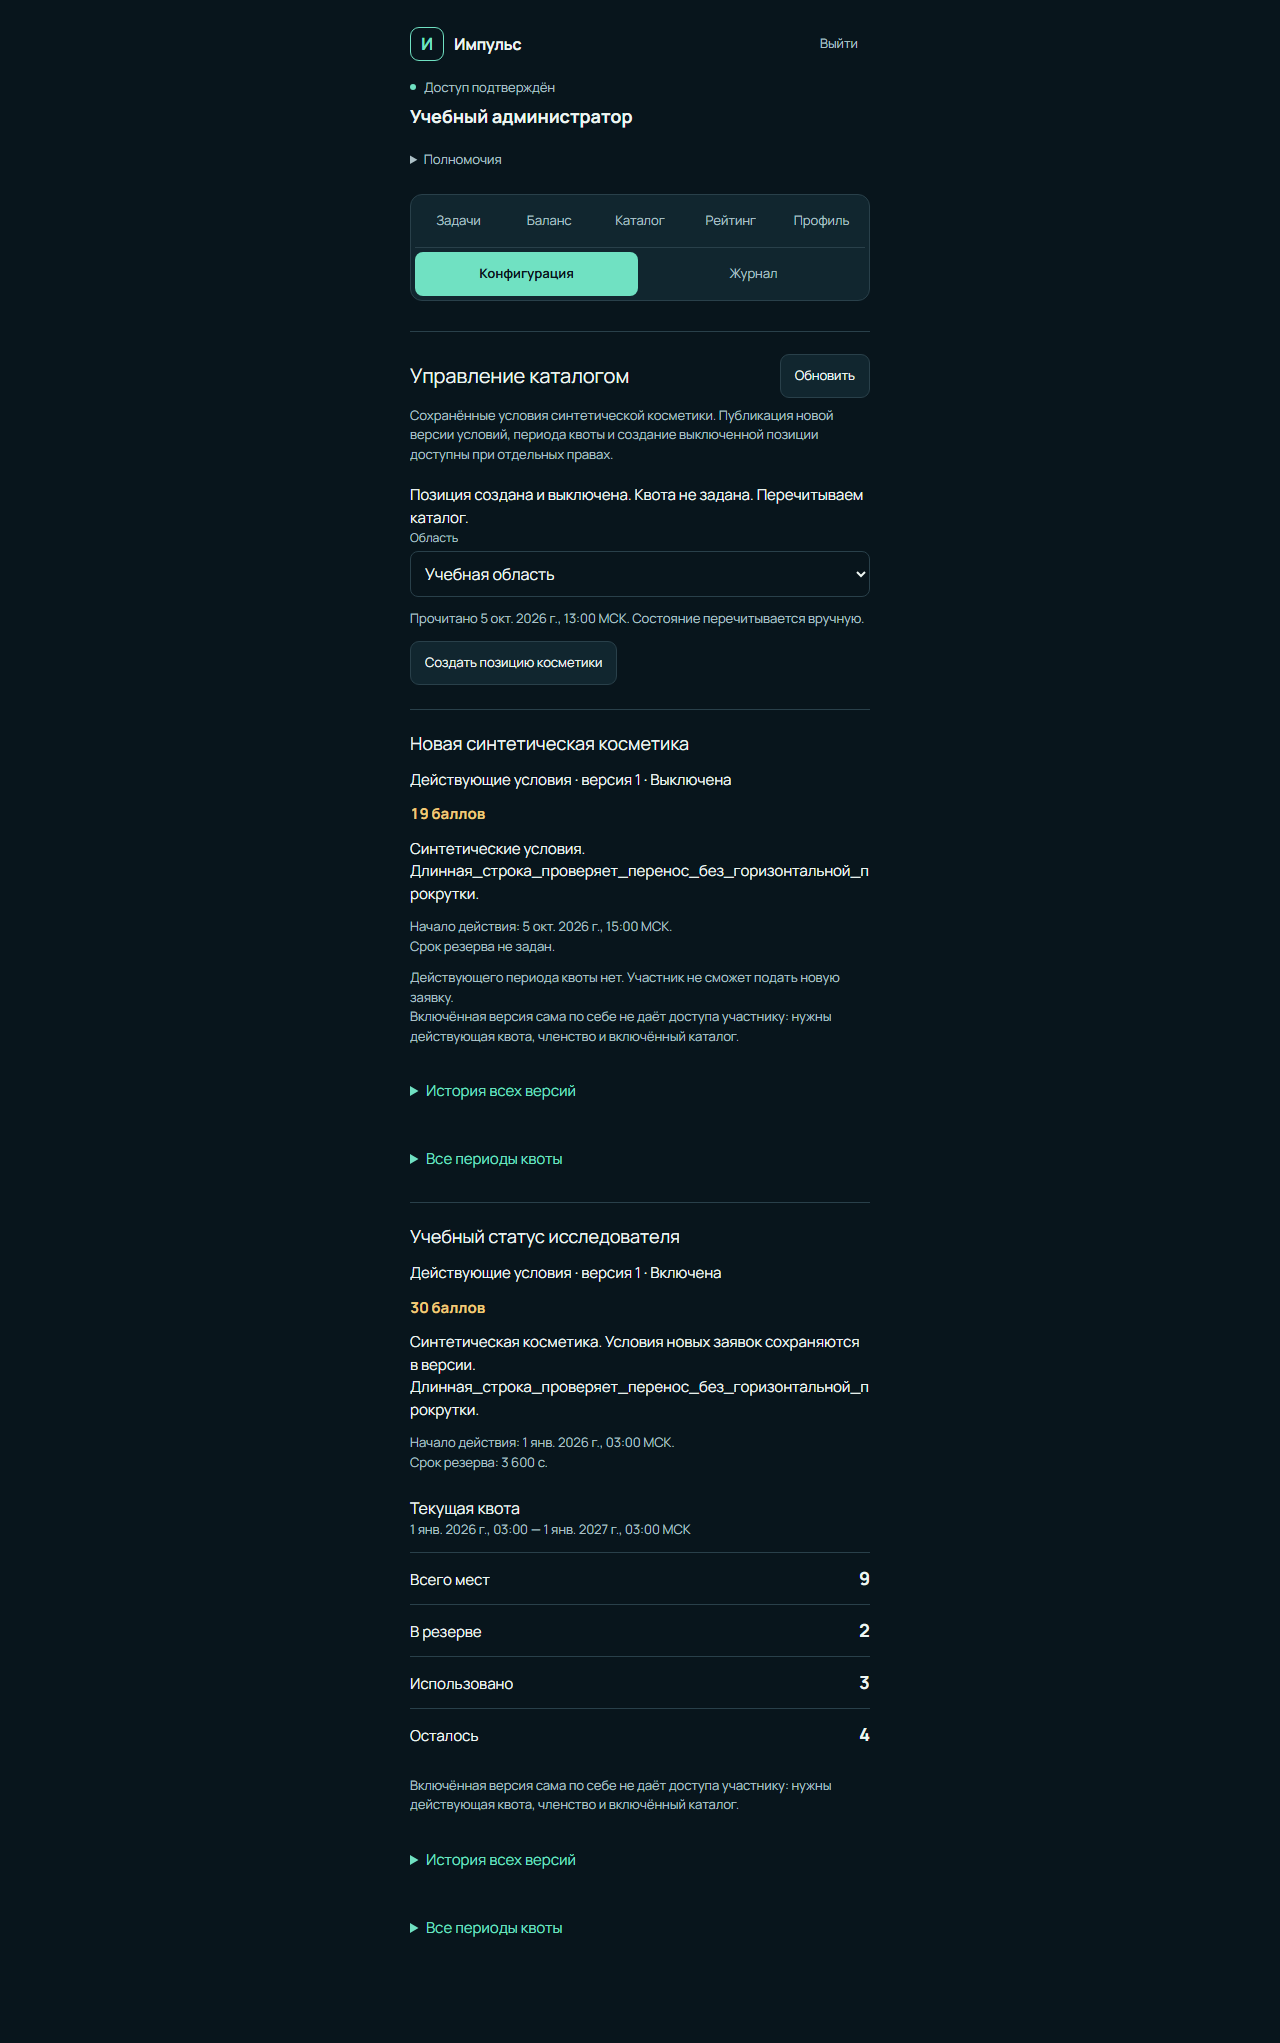 И Импульс
Выйти
Доступ подтверждён
Учебный администратор
Полномочия
Задачи Баланс Каталог Рейтинг Профиль
Конфигурация Журнал
Управление каталогом
Обновить
Сохранённые условия синтетической косметики. Публикация новой
версии условий, периода квоты и создание выключенной позиции
доступны при отдельных правах.
Позиция создана и выключена. Квота не задана. Перечитываем
каталог.
Область
Учебная область
Прочитано 5 окт. 2026 г., 13:00 МСК. Состояние перечитывается вручную.
Создать позицию косметики
Новая синтетическая косметика
Действующие условия · версия 1 · Выключена
19 баллов
Синтетические условия.
Длинная_строка_проверяет_перенос_без_горизонтальной_п
рокрутки.
Начало действия: 5 окт. 2026 г., 15:00 МСК.
Срок резерва не задан.
Действующего периода квоты нет. Участник не сможет подать новую
заявку.
Включённая версия сама по себе не даёт доступа участнику: нужны
действующая квота, членство и включённый каталог.
История всех версий
Все периоды квоты
Учебный статус исследователя
Действующие условия · версия 1 · Включена
30 баллов
Синтетическая косметика. Условия новых заявок сохраняются
в версии.
Длинная_строка_проверяет_перенос_без_горизонтальной_п
рокрутки.
Начало действия: 1 янв. 2026 г., 03:00 МСК.
Срок резерва: 3 600 с.
Текущая квота
1 янв. 2026 г., 03:00 — 1 янв. 2027 г., 03:00 МСК
Всего мест 9
В резерве 2
Использовано 3
Осталось 4
Включённая версия сама по себе не даёт доступа участнику: нужны
действующая квота, членство и включённый каталог.
История всех версий
Все периоды квоты